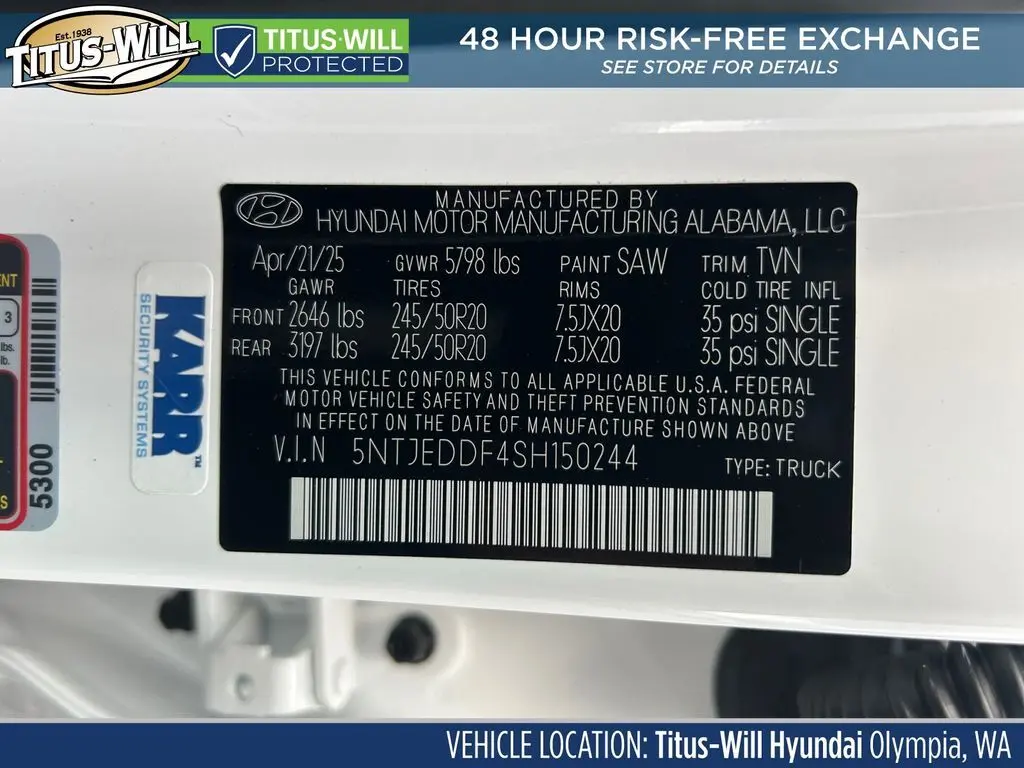 Est.1938
TITUS-WILL
TITUS-WILL
PROTECTED
48 HOUR RISK-FREE EXCHANGE
SEE STORE FOR DETAILS
MANUFACTURED BY
HYUNDAI MOTOR MANUFACTURING ALABAMA, LLC
Apr/21/25 GVWR 5798 lbs PAINT SAW TRIM TVN
GAWR TIRES RIMS COLD TIRE INFL
FRONT 2646 lbs 245/50R20 7.5JX20 35 psi SINGLE
REAR 3197 lbs 245/50R20 7.5JX20 35 psi SINGLE
THIS VEHICLE CONFORMS TO ALL APPLICABLE U.S.A. FEDERAL
MOTOR VEHICLE SAFETY AND THEFT PREVENTION STANDARDS
IN EFFECT ON THE DATE OF MANUFACTURE SHOWN ABOVE
V.I.N 5NTJEDDF4SH150244 TYPE: TRUCK
KARR™
SECURITY SYSTEMS
3
lbs.
lb.
5300
VEHICLE LOCATION: Titus-Will Hyundai Olympia, WA